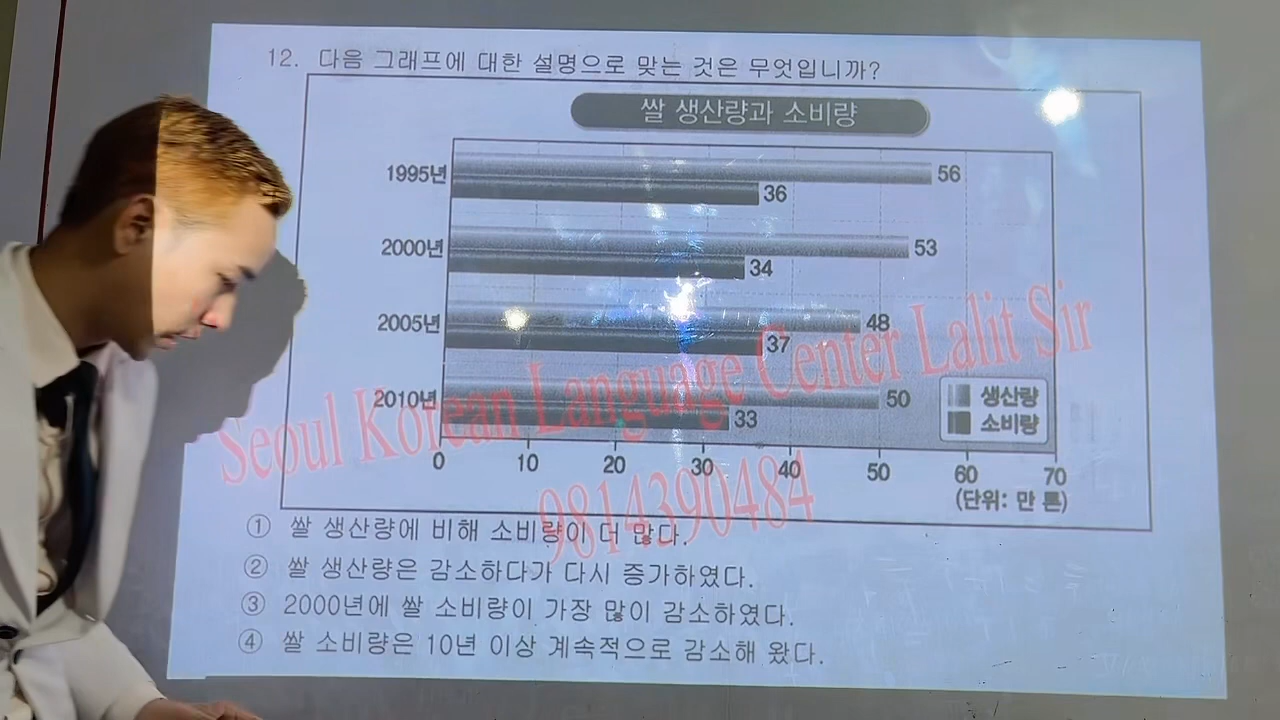 12. 다음 그래프에 대한 설명으로 맞는 것은 무엇입니까?
쌀 생산량과 소비량
1995년 56
36
2000년 53
34
2005년 48
37
2010년 50
33
생산량
소비량
0 10 20 30 40 50 60 70
(단위: 만 톤)
Seoul Korean Language Center Lalit Sir
9814390484
① 쌀 생산량에 비해 소비량이 더 많다.
② 쌀 생산량은 감소하다가 다시 증가하였다.
③ 2000년에 쌀 소비량이 가장 많이 감소하였다.
④ 쌀 소비량은 10년 이상 계속적으로 감소해 왔다.